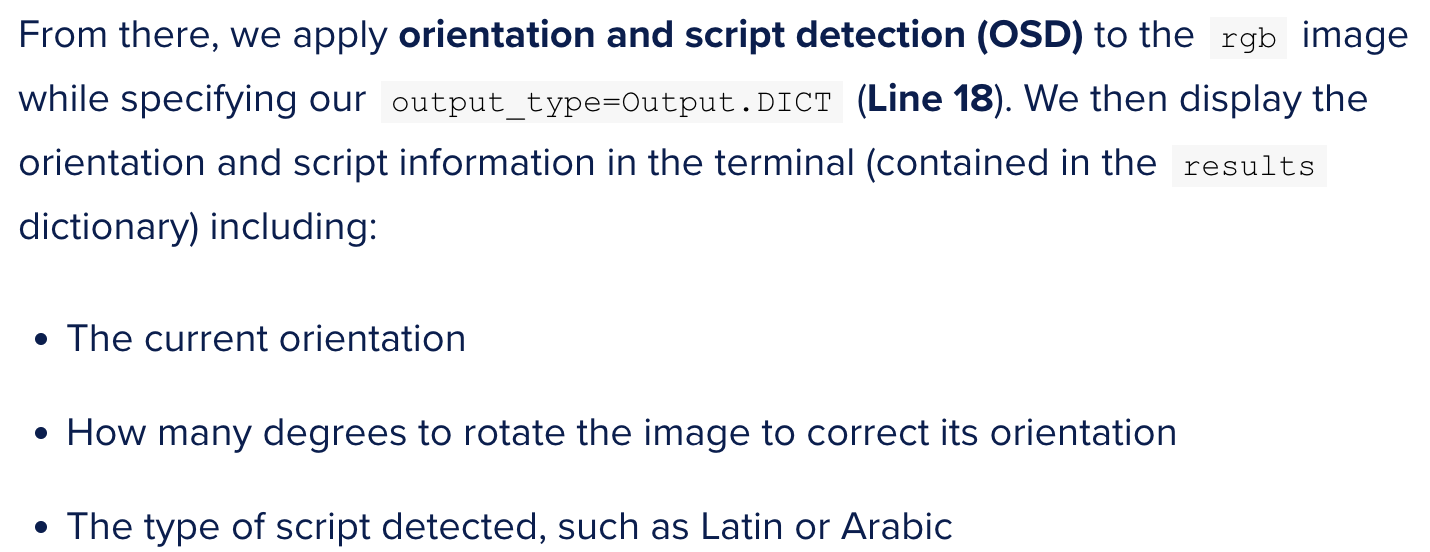 From there, we apply orientation and script detection (OSD) to the rgb image
while specifying our output_type=Output.DICT (Line 18). We then display the
orientation and script information in the terminal (contained in the results
dictionary) including:
• The current orientation
• How many degrees to rotate the image to correct its orientation
• The type of script detected, such as Latin or Arabic